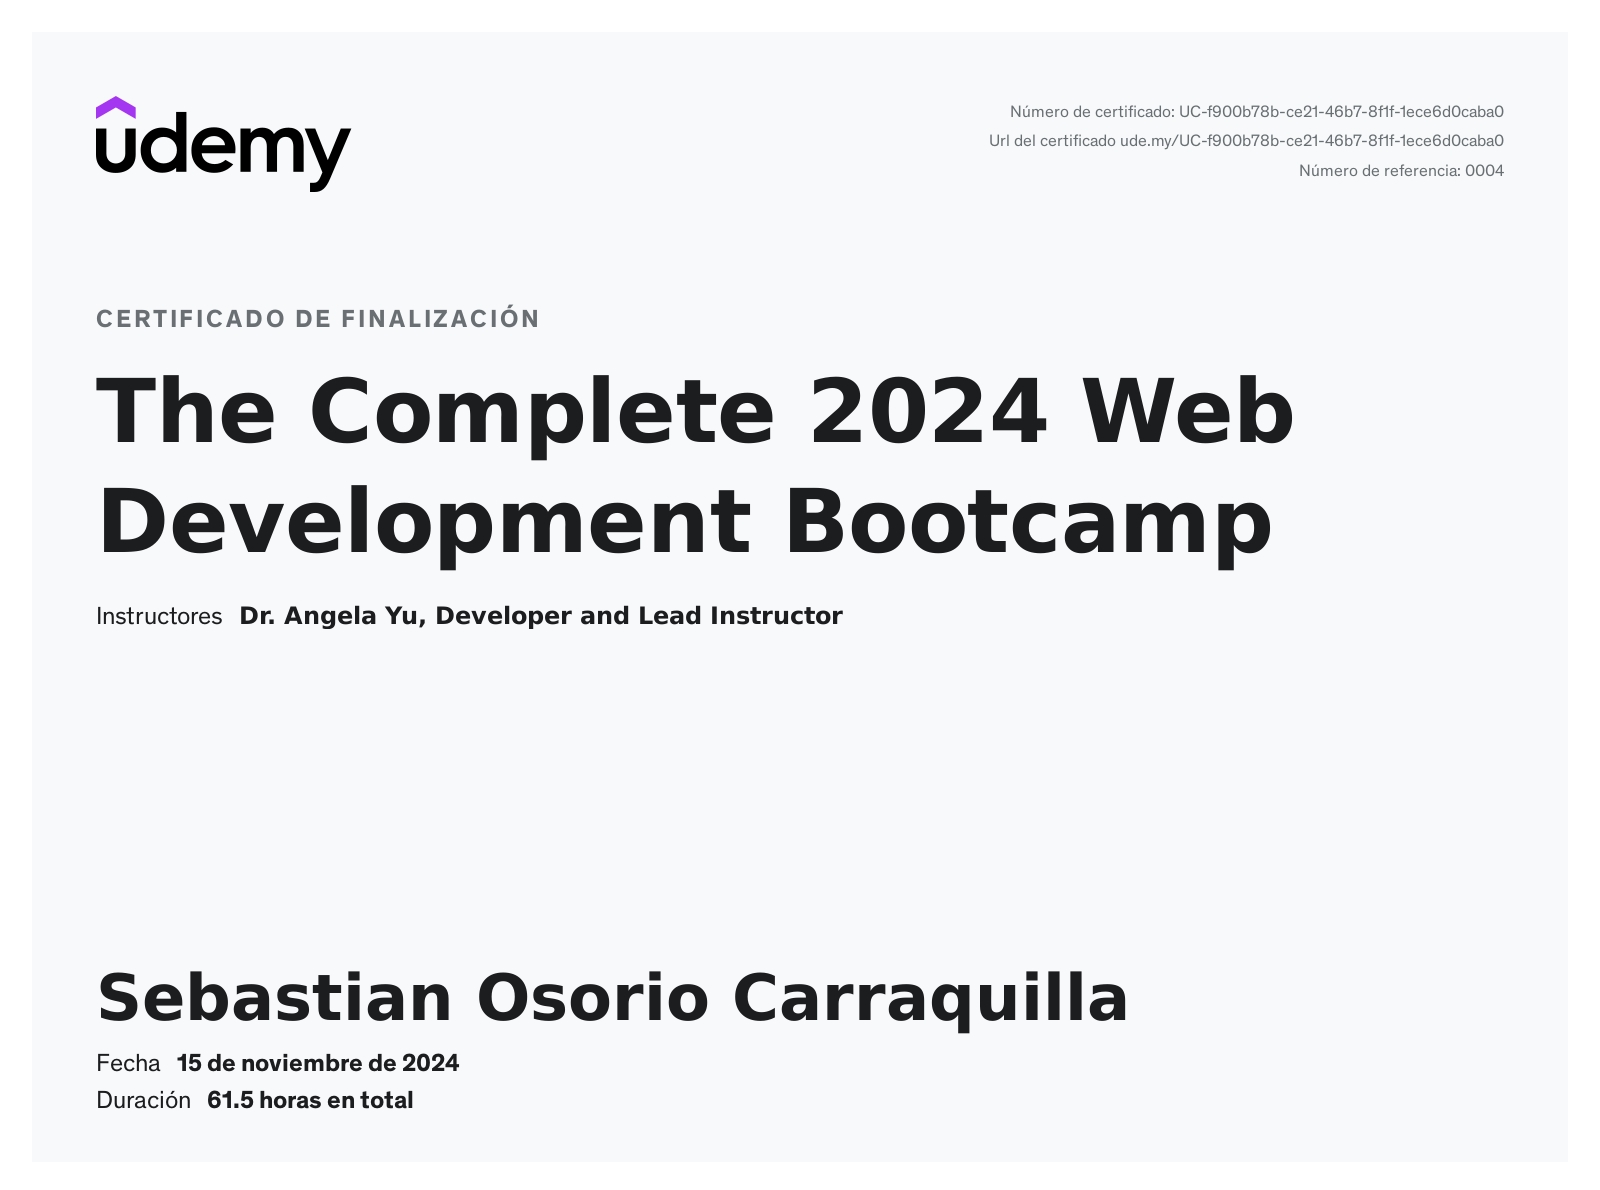 udemy
Número de certificado: UC-f900b78b-ce21-46b7-8f1f-1ece6d0caba0
Url del certificado ude.my/UC-f900b78b-ce21-46b7-8f1f-1ece6d0caba0
Número de referencia: 0004
CERTIFICADO DE FINALIZACIÓN
The Complete 2024 Web
Development Bootcamp
Instructores Dr. Angela Yu, Developer and Lead Instructor
Sebastian Osorio Carraquilla
Fecha 15 de noviembre de 2024
Duración 61.5 horas en total